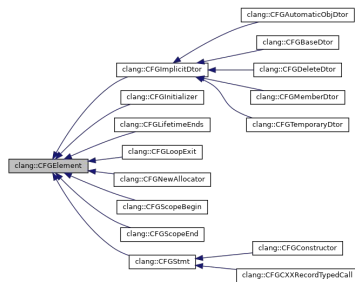 clang::CFGAutomaticObjDtor
clang::CFGBaseDtor
clang::CFGImplicitDtor
clang::CFGDeleteDtor
clang::CFGInitializer
clang::CFGMemberDtor
clang::CFGLifetimeEnds
clang::CFGTemporaryDtor
clang::CFGLoopExit
clang::CFGElement
clang::CFGNewAllocator
clang::CFGScopeBegin
clang::CFGScopeEnd
clang::CFGConstructor
clang::CFGStmt
clang::CFGCXXRecordTypedCall